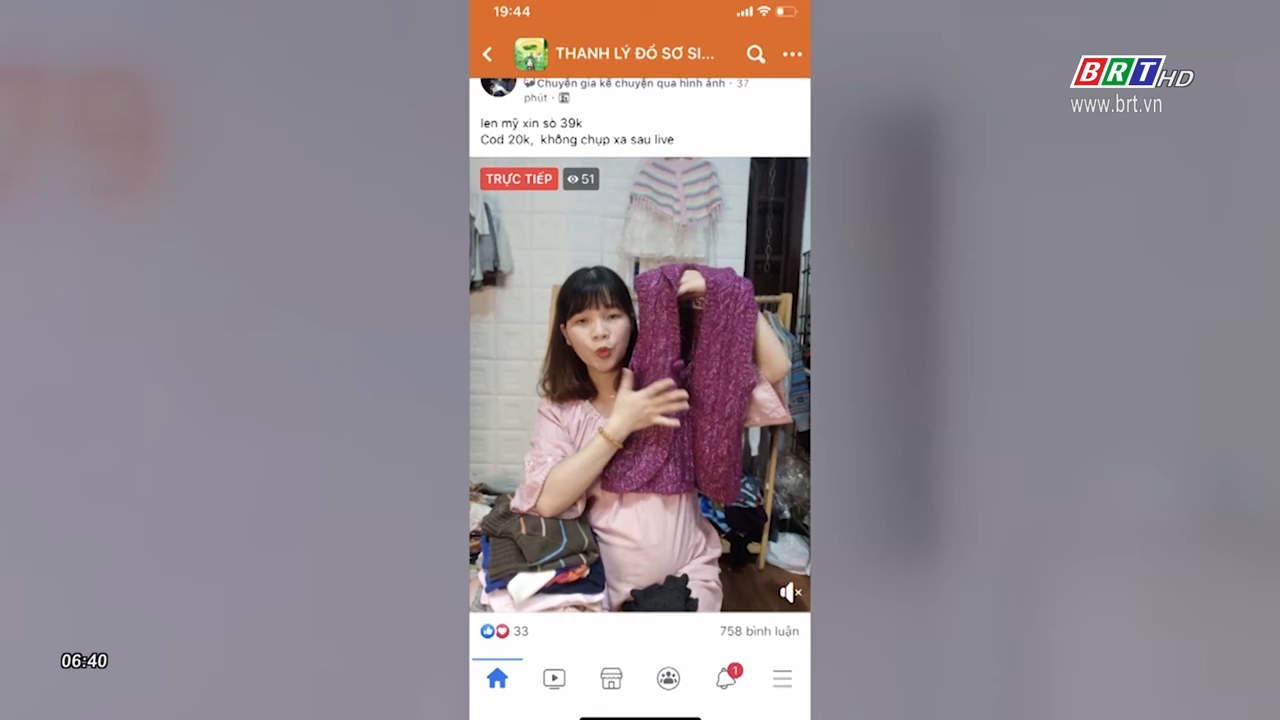 19:44
THANH LÝ ĐỒ SƠ SI...
BRT HD
www.brt.vn
Chuyên gia kể chuyện qua hình ảnh · 37
phút ·
len mỹ xin sò 39k
Cod 20k, không chụp xa sau live
TRỰC TIẾP
51
33
758 bình luận
1
06:40